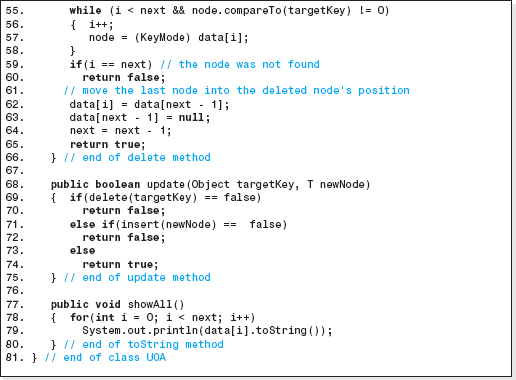 55.       while (i < next && node.compareTo(targetKey) != 0)
56.       {  i++;
57.          node = (KeyMode) data[i];
58.       }
59.       if(i == next) // the node was not found
60.         return false;
61.      // move the last node into the deleted node's position
62.       data[i] = data[next - 1];
63.       data[next - 1] = null;
64.       next = next - 1;
65.       return true;
66.    } // end of delete method
67.
68.    public boolean update(Object targetKey, T newNode)
69.    {  if(delete(targetKey) == false)
70.         return false;
71.       else if(insert(newNode) ==  false)
72.         return false;
73.       else
74.         return true;
75.    } // end of update method
76.
77.    public void showAll()
78.    {  for(int i = 0; i < next; i++)
79.         System.out.println(data[i].toString());
80.    } // end of toString method
81. } // end of class UOA